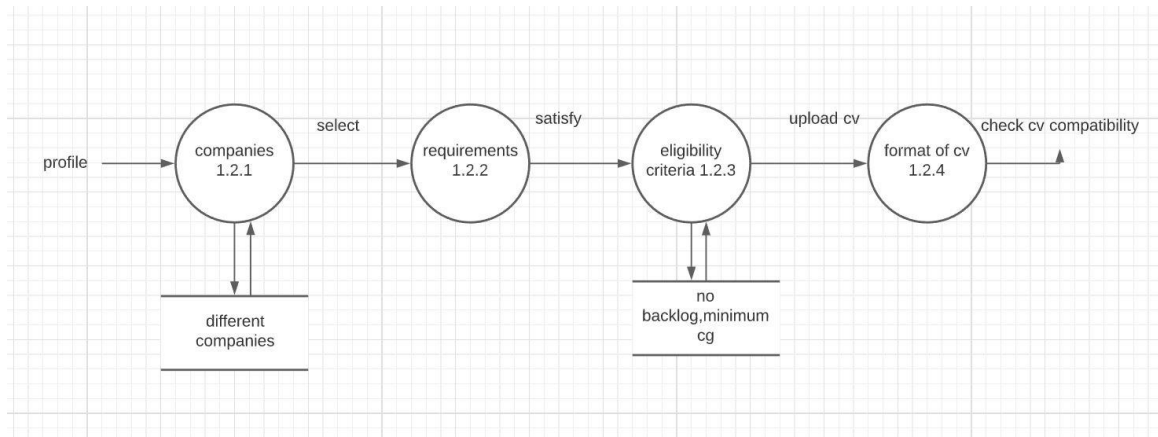 profile
companies
1.2.1
select
requirements
1.2.2
satisfy
eligibility
criteria 1.2.3
upload cv
format of cv
1.2.4
check cv compatibility
different
companies
no
backlog,minimum
cg